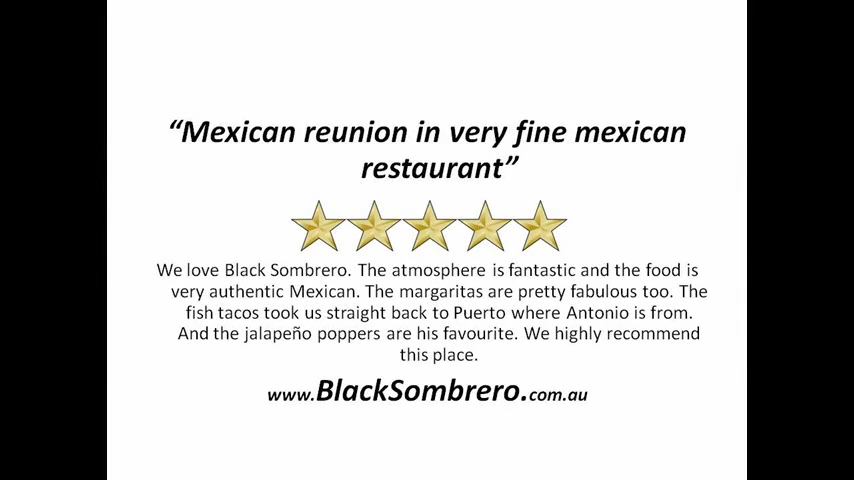 “Mexican reunion in very fine mexican
restaurant”
We love Black Sombrero. The atmosphere is fantastic and the food is
very authentic Mexican. The margaritas are pretty fabulous too. The
fish tacos took us straight back to Puerto where Antonio is from.
And the jalapeño poppers are his favourite. We highly recommend
this place.
www.BlackSombrero.com.au